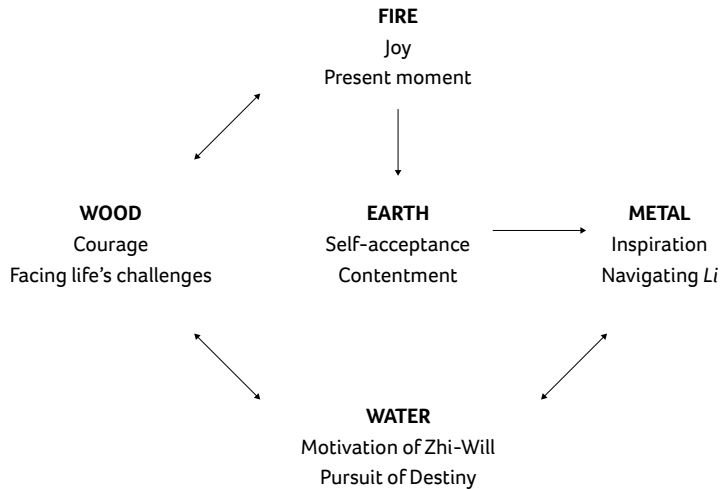 FIRE
Joy
Present moment
WOOD
Courage
Facing life’s challenges
EARTH
Self-acceptance
Contentment
METAL
Inspiration
Navigating Li
WATER
Motivation of Zhi-Will
Pursuit of Destiny